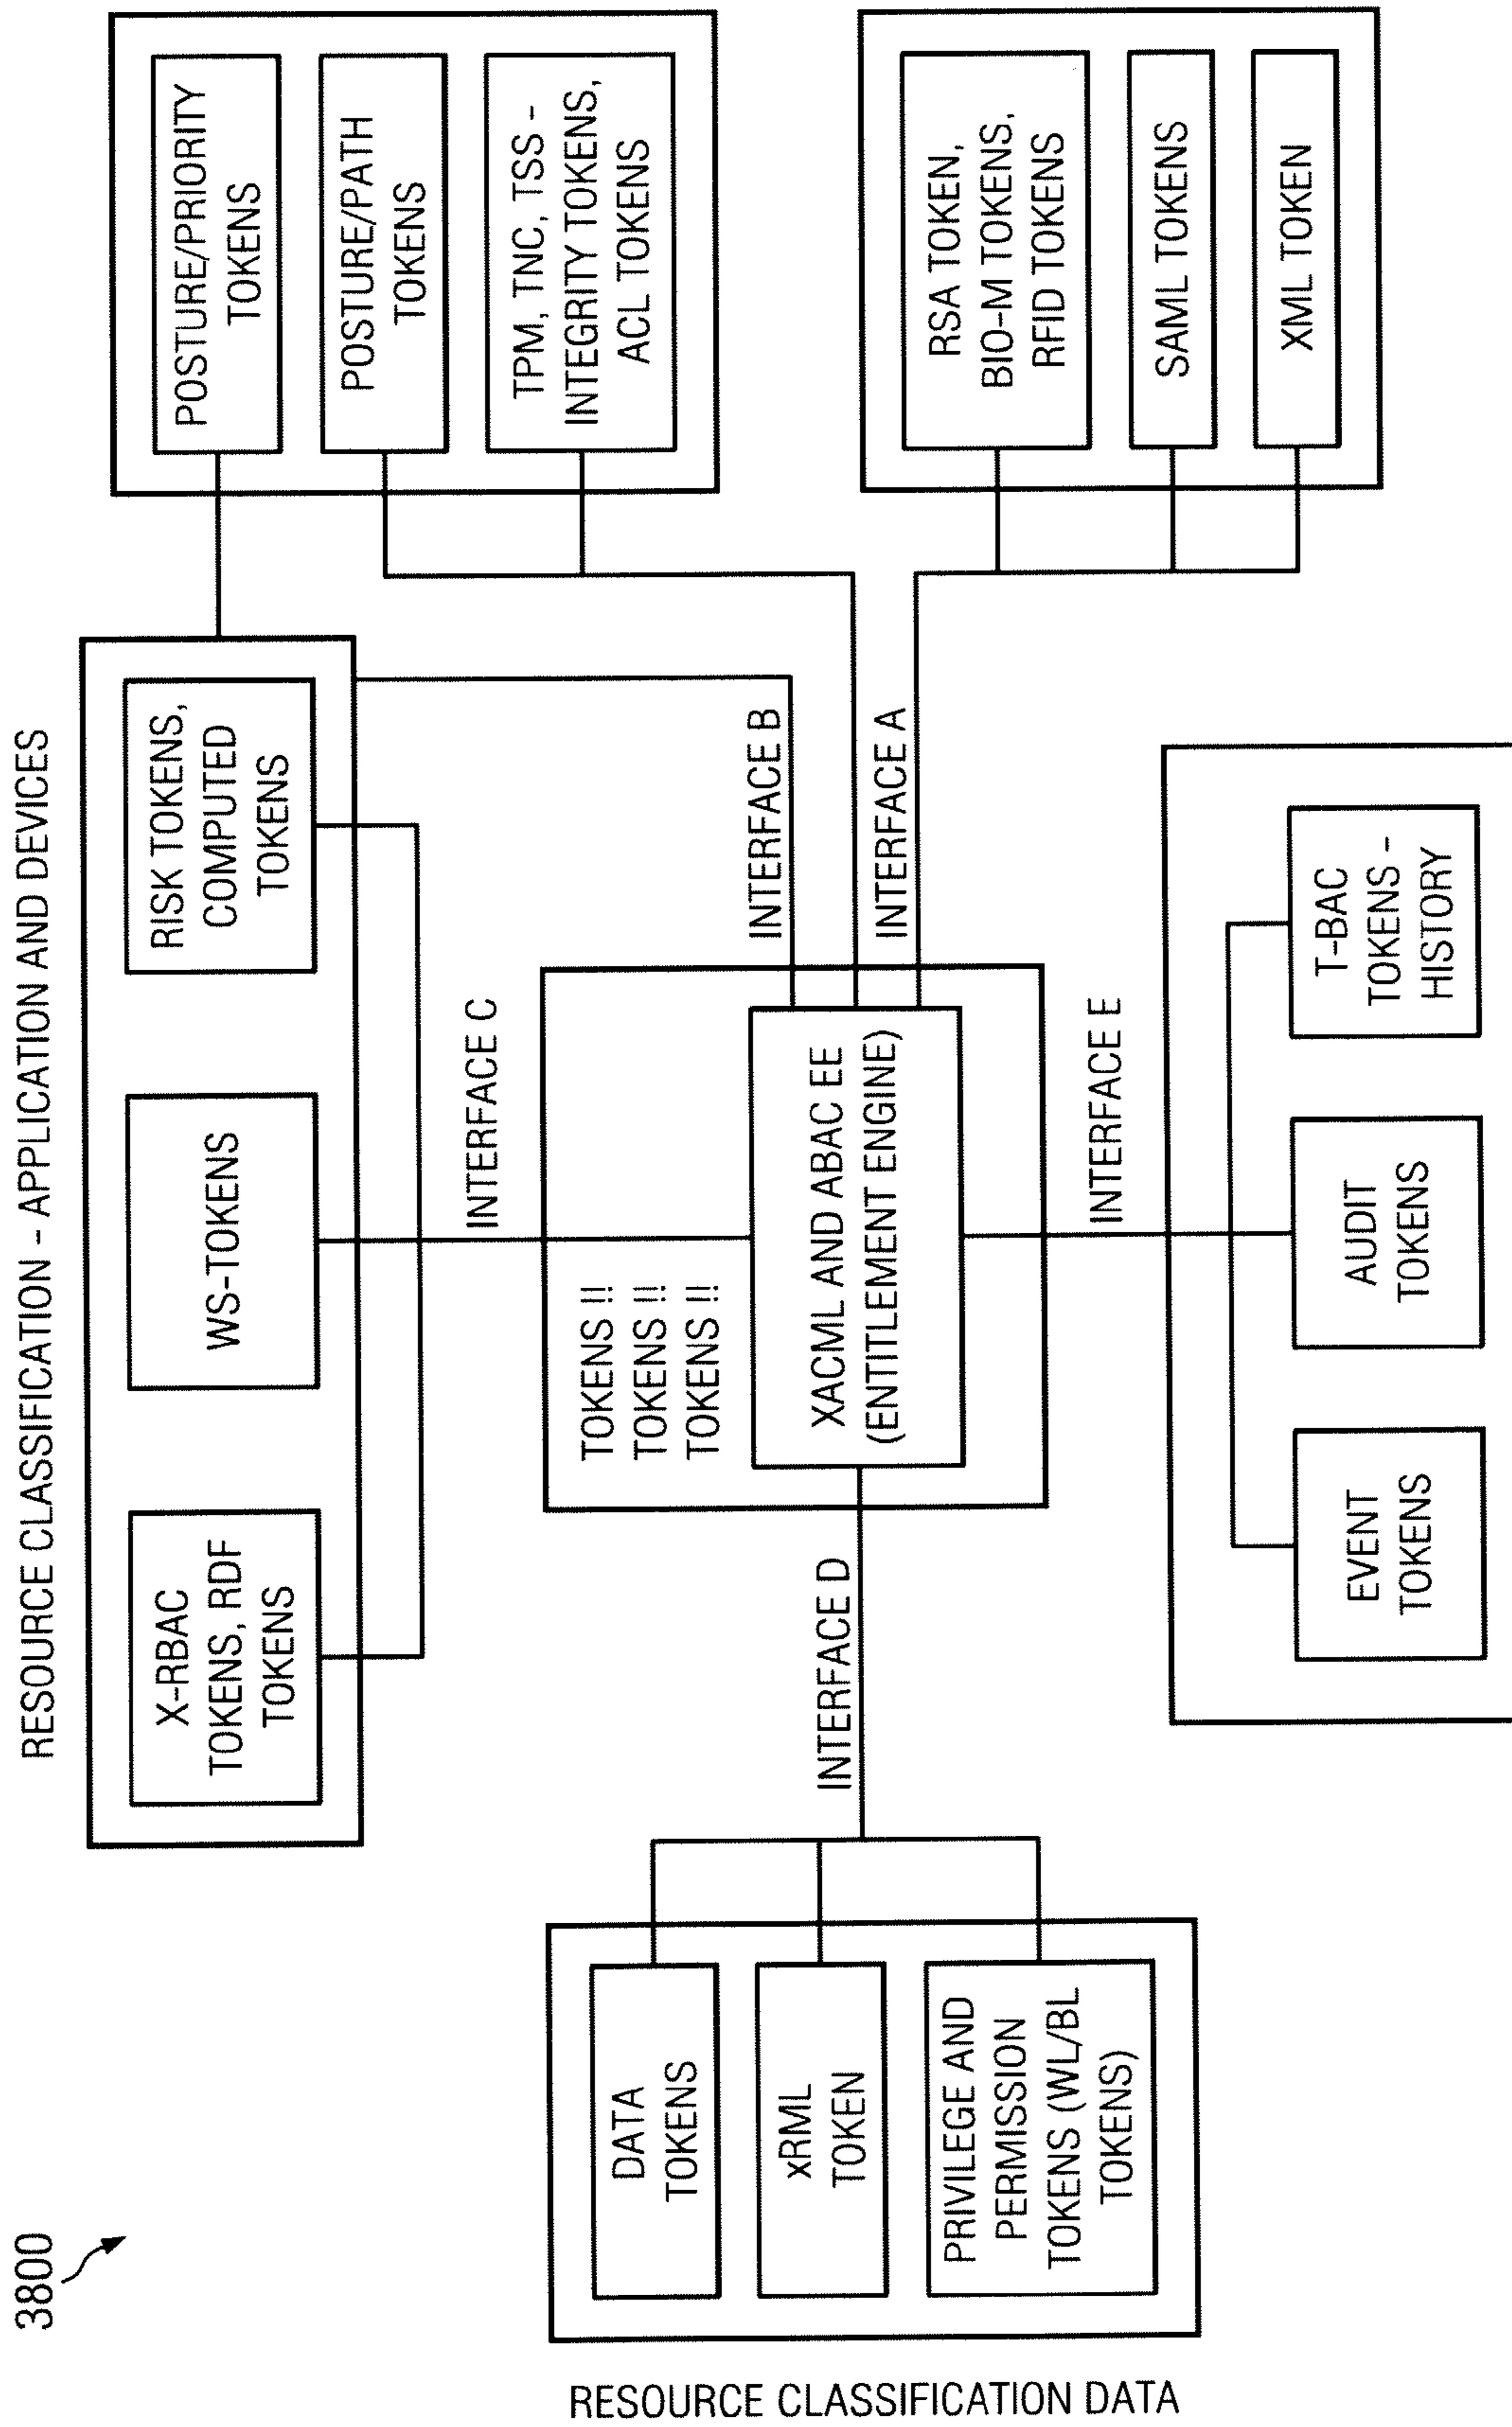 3800
RESOURCE CLASSIFICATION – APPLICATION AND DEVICES
X-RBAC
TOKENS, RDF
TOKENS
WS-TOKENS
RISK TOKENS,
COMPUTED
TOKENS
POSTURE/PRIORITY
TOKENS
POSTURE/PATH
TOKENS
TPM, TNC, TSS -
INTEGRITY TOKENS,
ACL TOKENS
INTERFACE C
INTERFACE B
INTERFACE A
TOKENS !!
TOKENS !!
TOKENS !!
XACML AND ABAC EE
(ENTITLEMENT ENGINE)
INTERFACE D
INTERFACE E
RSA TOKEN,
BIO-M TOKENS,
RFID TOKENS
SAML TOKENS
XML TOKEN
DATA
TOKENS
xRML
TOKEN
PRIVILEGE AND
PERMISSION
TOKENS (WL/BL
TOKENS)
RESOURCE CLASSIFICATION DATA
EVENT
TOKENS
AUDIT
TOKENS
T-BAC
TOKENS -
HISTORY